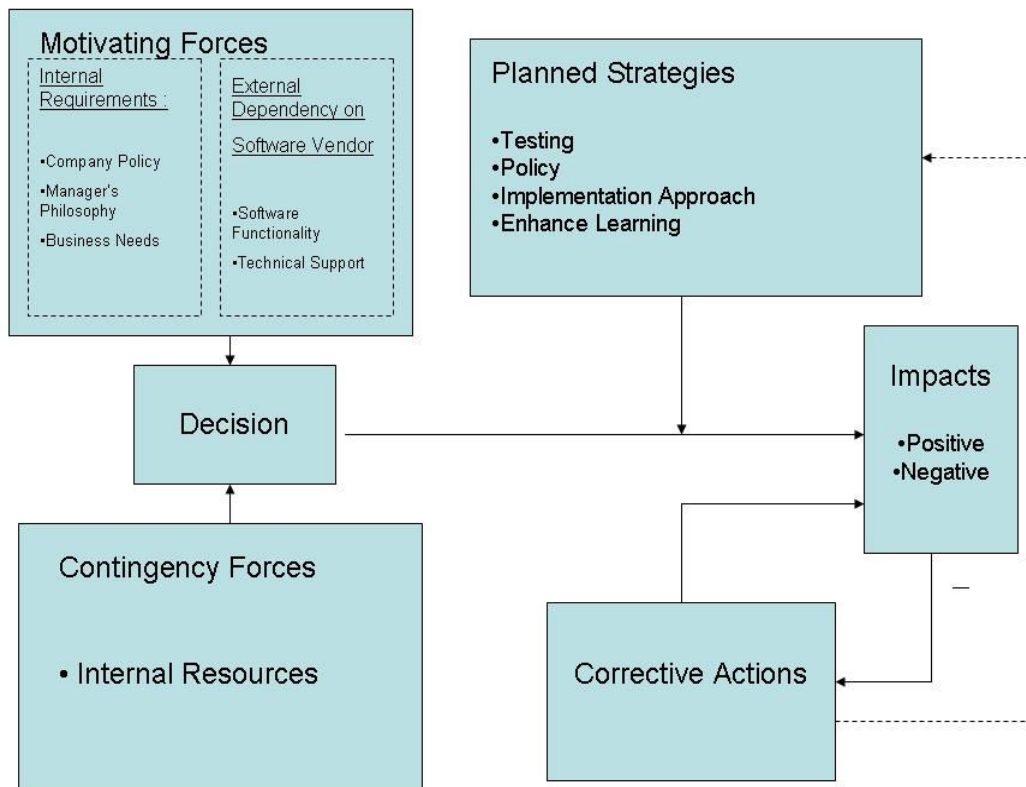 Motivating Forces
Internal
Requirements :
•Company Policy
•Manager's
Philosophy
•Business Needs
External
Dependency on
Software Vendor
•Software
Functionality
•Technical Support
Planned Strategies
•Testing
•Policy
•Implementation Approach
•Enhance Learning
Decision
Impacts
•Positive
•Negative
Contingency Forces
• Internal Resources
Corrective Actions
—